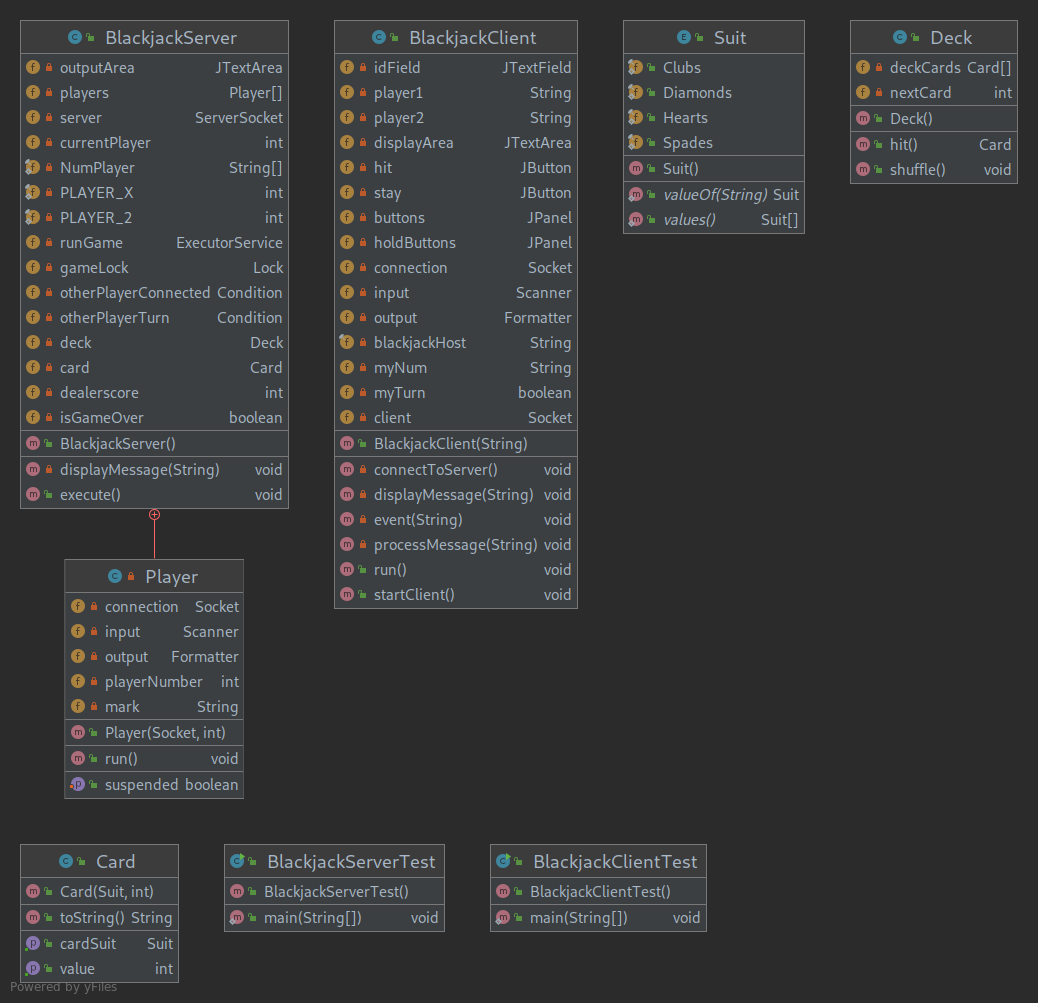 BlackjackServer
outputArea JTextArea
players Player[]
server ServerSocket
currentPlayer int
NumPlayer String[]
PLAYER_X int
PLAYER_2 int
runGame ExecutorService
gameLock Lock
otherPlayerConnected Condition
otherPlayerTurn Condition
deck Deck
card Card
dealerscore int
isGameOver boolean
BlackjackServer()
displayMessage(String) void
execute() void
BlackjackClient
idField JTextField
player1 String
player2 String
displayArea JTextArea
hit JButton
stay JButton
buttons JPanel
holdButtons JPanel
connection Socket
input Scanner
output Formatter
blackjackHost String
myNum String
myTurn boolean
client Socket
BlackjackClient(String)
connectToServer() void
displayMessage(String) void
event(String) void
processMessage(String) void
run() void
startClient() void
Suit
Clubs
Diamonds
Hearts
Spades
Suit()
valueOf(String) Suit
values() Suit[]
Deck
deckCards Card[]
nextCard int
Deck()
hit() Card
shuffle() void
Player
connection Socket
input Scanner
output Formatter
playerNumber int
mark String
Player(Socket, int)
run() void
suspended boolean
Card
Card(Suit, int)
toString() String
cardSuit Suit
value int
BlackjackServerTest
BlackjackServerTest()
main(String[]) void
BlackjackClientTest
BlackjackClientTest()
main(String[]) void
Powered by yFiles